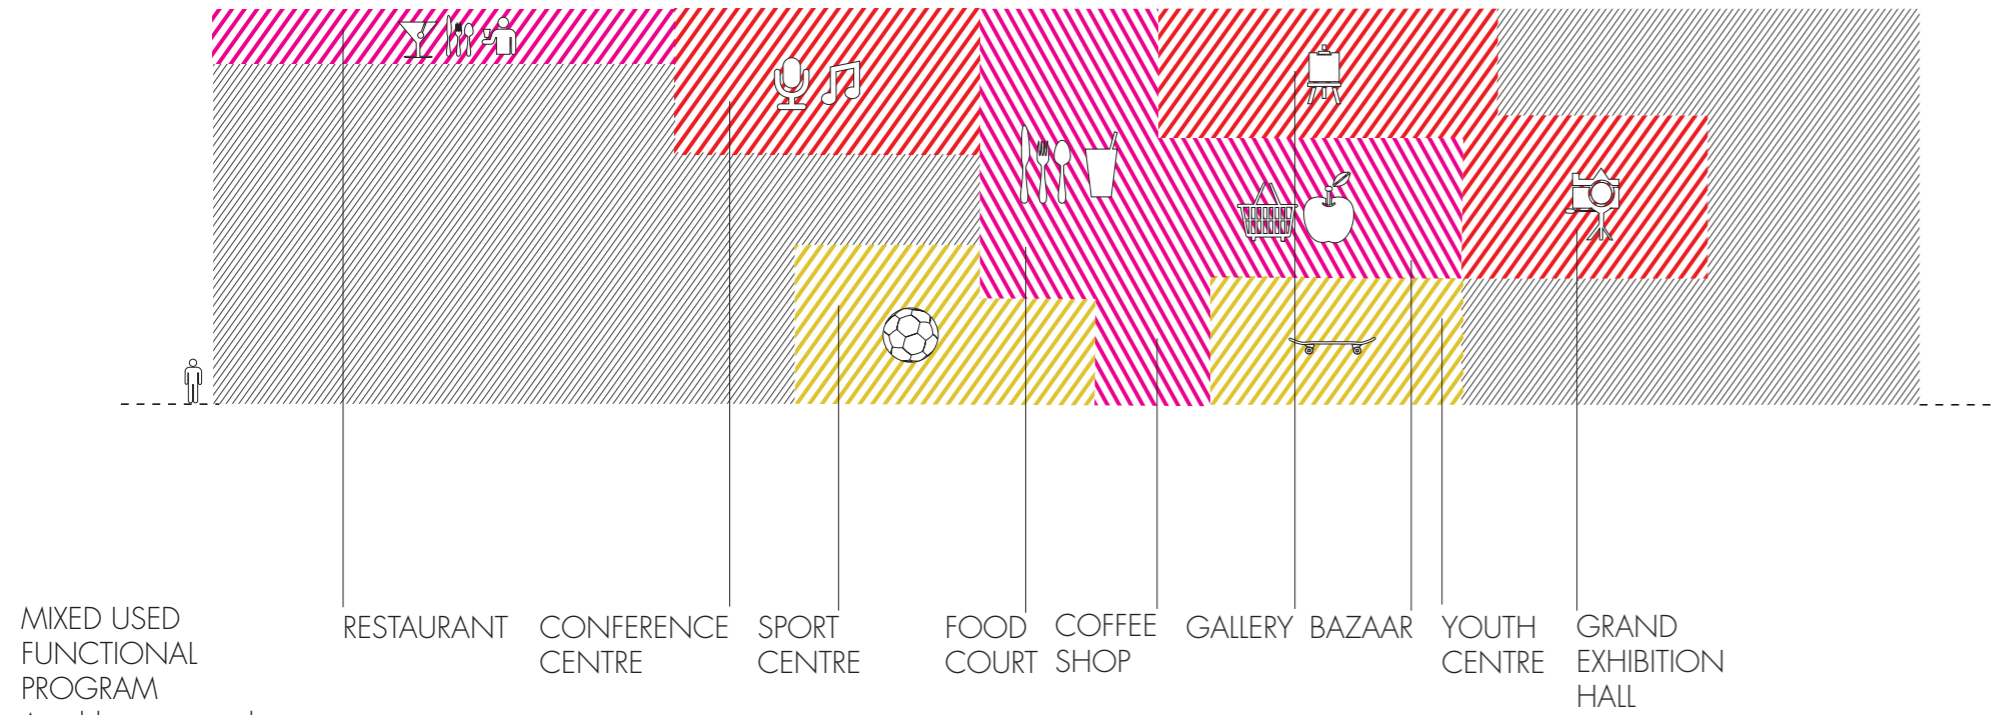 MIXED USED
FUNCTIONAL
PROGRAM
RESTAURANT
CONFERENCE
CENTRE
SPORT
CENTRE
FOOD
COURT
COFFEE
SHOP
GALLERY
BAZAAR
YOUTH
CENTRE
GRAND
EXHIBITION
HALL